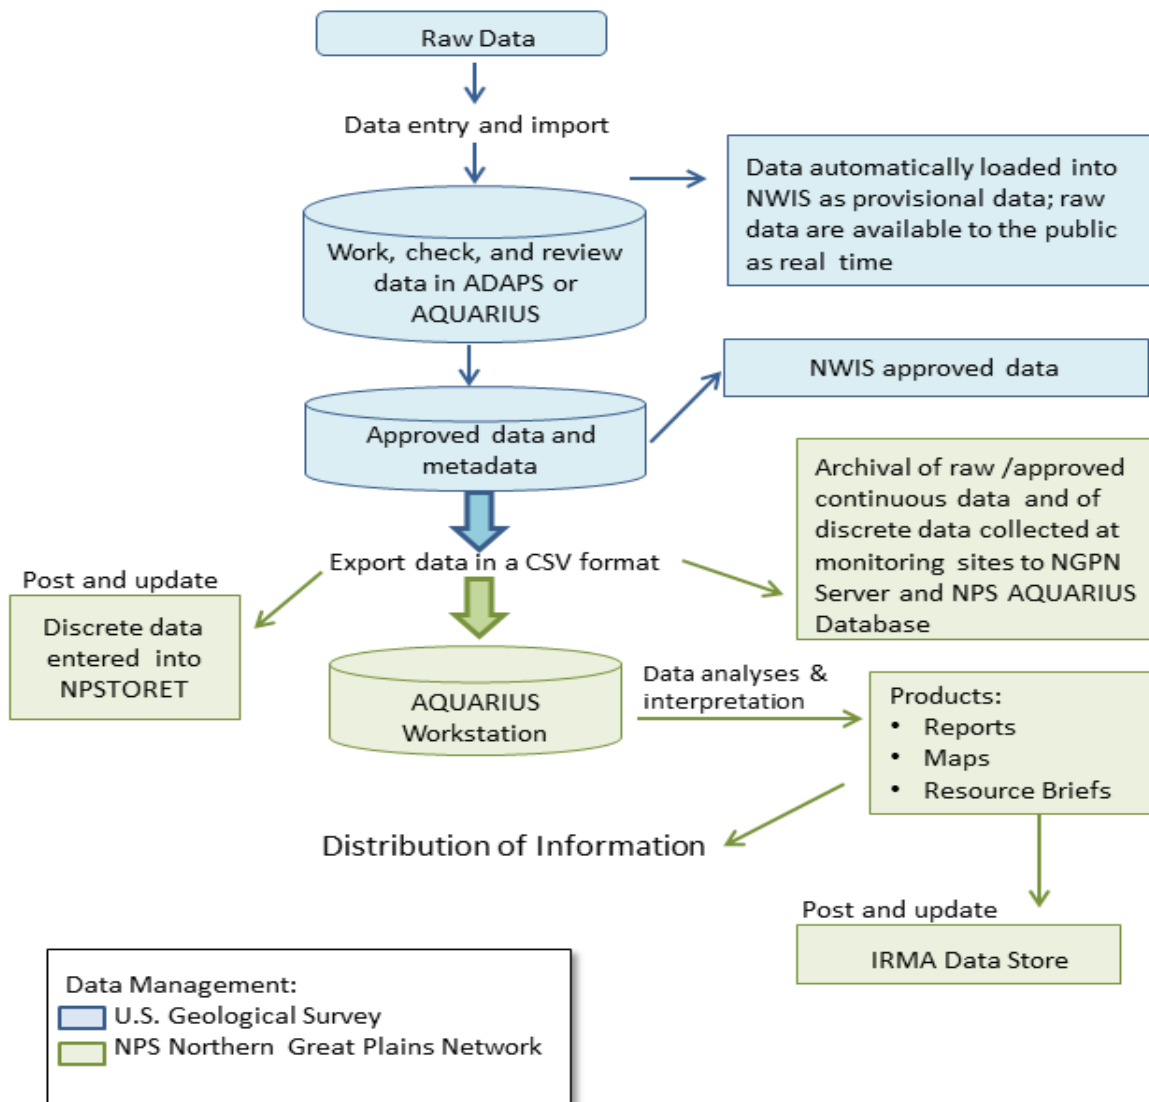 Raw Data
Data entry and import
Data automatically loaded into
NWIS as provisional data; raw
data are available to the public
as real time
Work, check, and review
data in ADAPS or
AQUARIUS
NWIS approved data
Approved data and
metadata
Archival of raw /approved
continuous data and of
discrete data collected at
monitoring sites to NGPN
Server and NPS AQUARIUS
Database
Export data in a CSV format
Post and update
Discrete data
entered into
NPSTORET
AQUARIUS
Workstation
Data analyses &
interpretation
Products:
• Reports
• Maps
• Resource Briefs
Distribution of Information
Post and update
IRMA Data Store
Data Management:
U.S. Geological Survey
NPS Northern Great Plains Network